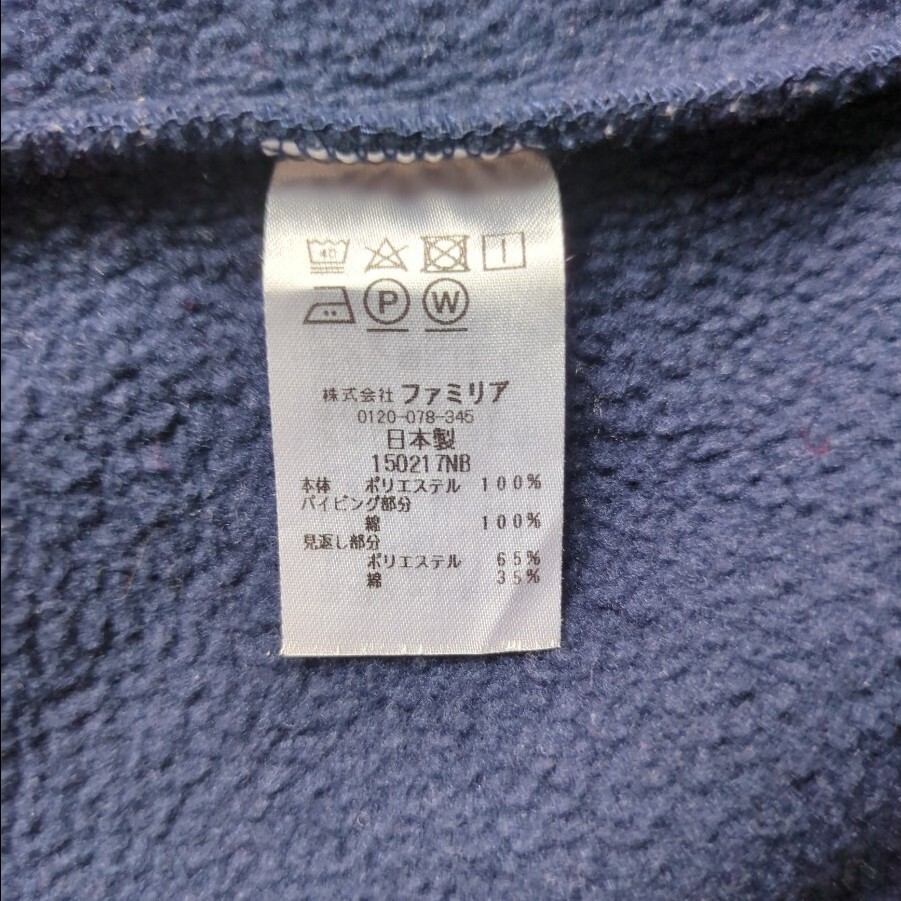 40
P W
株式会社 ファミリア
0120-078-345
日本製
150217NB
本体 ポリエステル 100%
パイピング部分
綿 100%
見返し部分
ポリエステル 65%
綿 35%